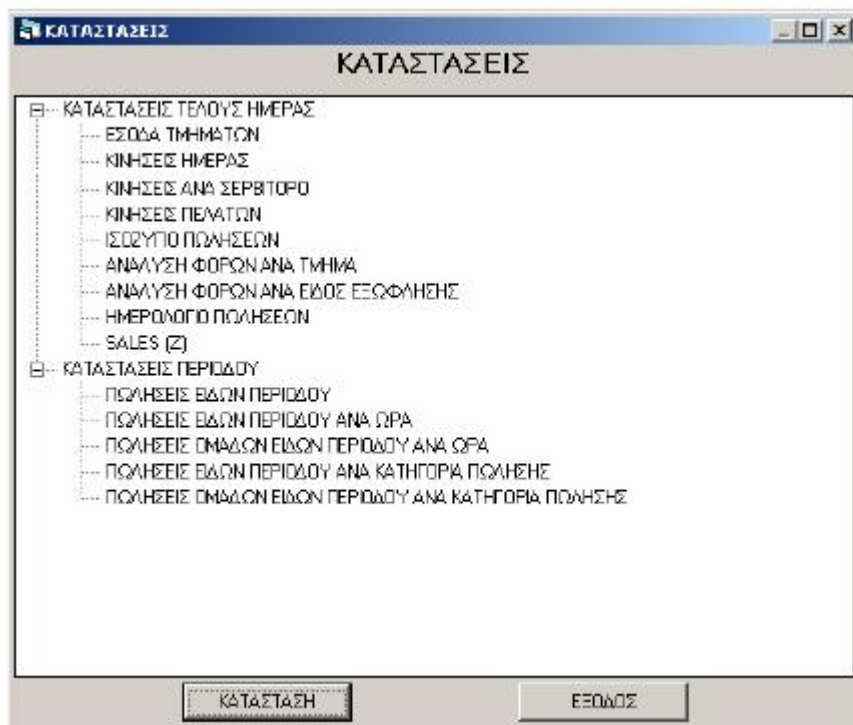 ΚΑΤΑΣΤΑΣΕΙΣ
ΚΑΤΑΣΤΑΣΕΙΣ
ΚΑΤΑΣΤΑΣΕΙΣ ΤΕΛΟΥΣ ΗΜΕΡΑΣ
ΕΣΟΔΑ ΤΜΗΜΑΤΩΝ
ΚΙΝΗΣΕΙΣ ΗΜΕΡΑΣ
ΚΙΝΗΣΕΙΣ ΑΝΑ ΣΕΡΒΙΤΟΡΟ
ΚΙΝΗΣΕΙΣ ΠΕΛΑΤΩΝ
ΙΣΟΖΥΓΙΟ ΠΩΛΗΣΕΩΝ
ΑΝΑΛΥΣΗ ΦΟΡΩΝ ΑΝΑ ΤΜΗΜΑ
ΑΝΑΛΥΣΗ ΦΟΡΩΝ ΑΝΑ ΕΙΔΟΣ ΕΞΩΦΛΗΣΗΣ
ΗΜΕΡΟΛΟΓΙΟ ΠΩΛΗΣΕΩΝ
SALES (Z)
ΚΑΤΑΣΤΑΣΕΙΣ ΠΕΡΙΟΔΟΥ
ΠΩΛΗΣΕΙΣ ΕΙΔΩΝ ΠΕΡΙΟΔΟΥ
ΠΩΛΗΣΕΙΣ ΕΙΔΩΝ ΠΕΡΙΟΔΟΥ ΑΝΑ ΩΡΑ
ΠΩΛΗΣΕΙΣ ΟΜΑΔΩΝ ΕΙΔΩΝ ΠΕΡΙΟΔΟΥ ΑΝΑ ΩΡΑ
ΠΩΛΗΣΕΙΣ ΕΙΔΩΝ ΠΕΡΙΟΔΟΥ ΑΝΑ ΚΑΤΗΓΟΡΙΑ ΠΩΛΗΣΗΣ
ΠΩΛΗΣΕΙΣ ΟΜΑΔΩΝ ΕΙΔΩΝ ΠΕΡΙΟΔΟΥ ΑΝΑ ΚΑΤΗΓΟΡΙΑ ΠΩΛΗΣΗΣ
ΚΑΤΑΣΤΑΣΗ ΕΞΟΔΟΣ